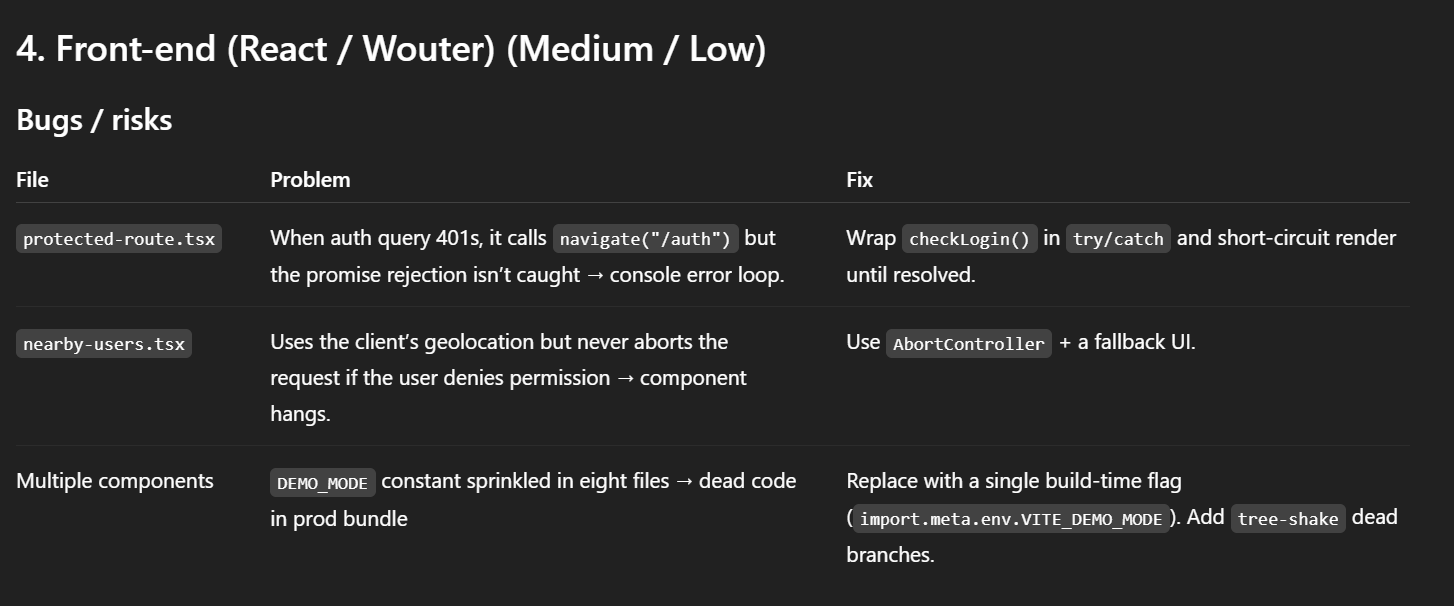 4. Front-end (React / Wouter) (Medium / Low)
Bugs / risks
File Problem Fix
protected-route.tsx When auth query 401s, it calls navigate("/auth") but Wrap checkLogin() in try/catch and short-circuit render
the promise rejection isn't caught → console error loop. until resolved.
nearby-users.tsx Uses the client's geolocation but never aborts the Use AbortController + a fallback UI.
request if the user denies permission → component
hangs.
Multiple components DEMO_MODE constant sprinkled in eight files → dead code Replace with a single build-time flag
in prod bundle (import.meta.env.VITE_DEMO_MODE). Add tree-shake dead
branches.